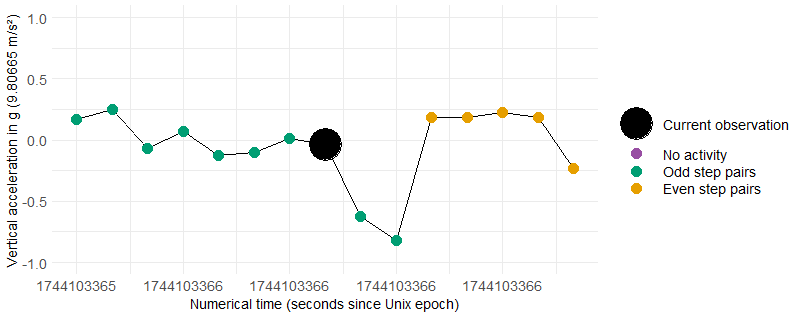 Vertical acceleration in g (9.80665 m/s²)
1.0
0.5
0.0
-0.5
-1.0
1744103365 1744103366 1744103366 1744103366 1744103366
Numerical time (seconds since Unix epoch)
Current observation
No activity
Odd step pairs
Even step pairs